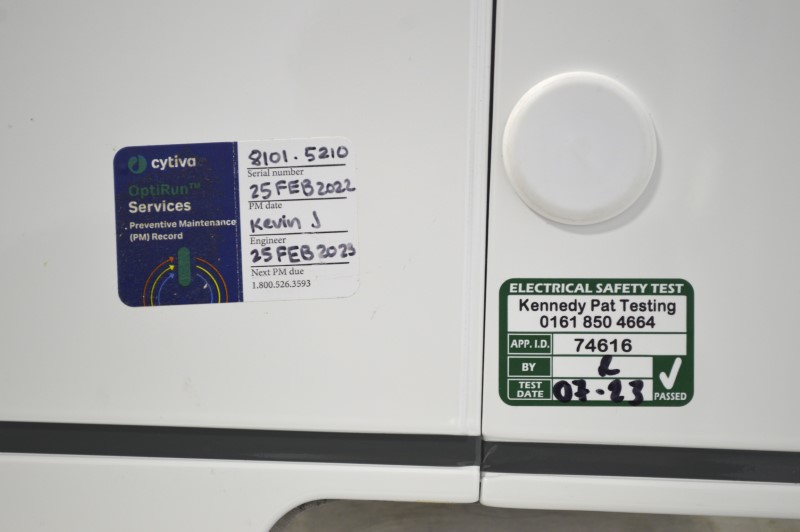 cytiva
OptiRun™
Services
Preventive Maintenance
(PM) Record
8101.5210
Serial number
25 FEB 2022
PM date
Kevin J
Engineer
25 FEB 2023
Next PM due
1.800.526.3593
ELECTRICAL SAFETY TEST
Kennedy Pat Testing
0161 850 4664
APP. I.D. 74616
BY
TEST DATE 07-23
PASSED